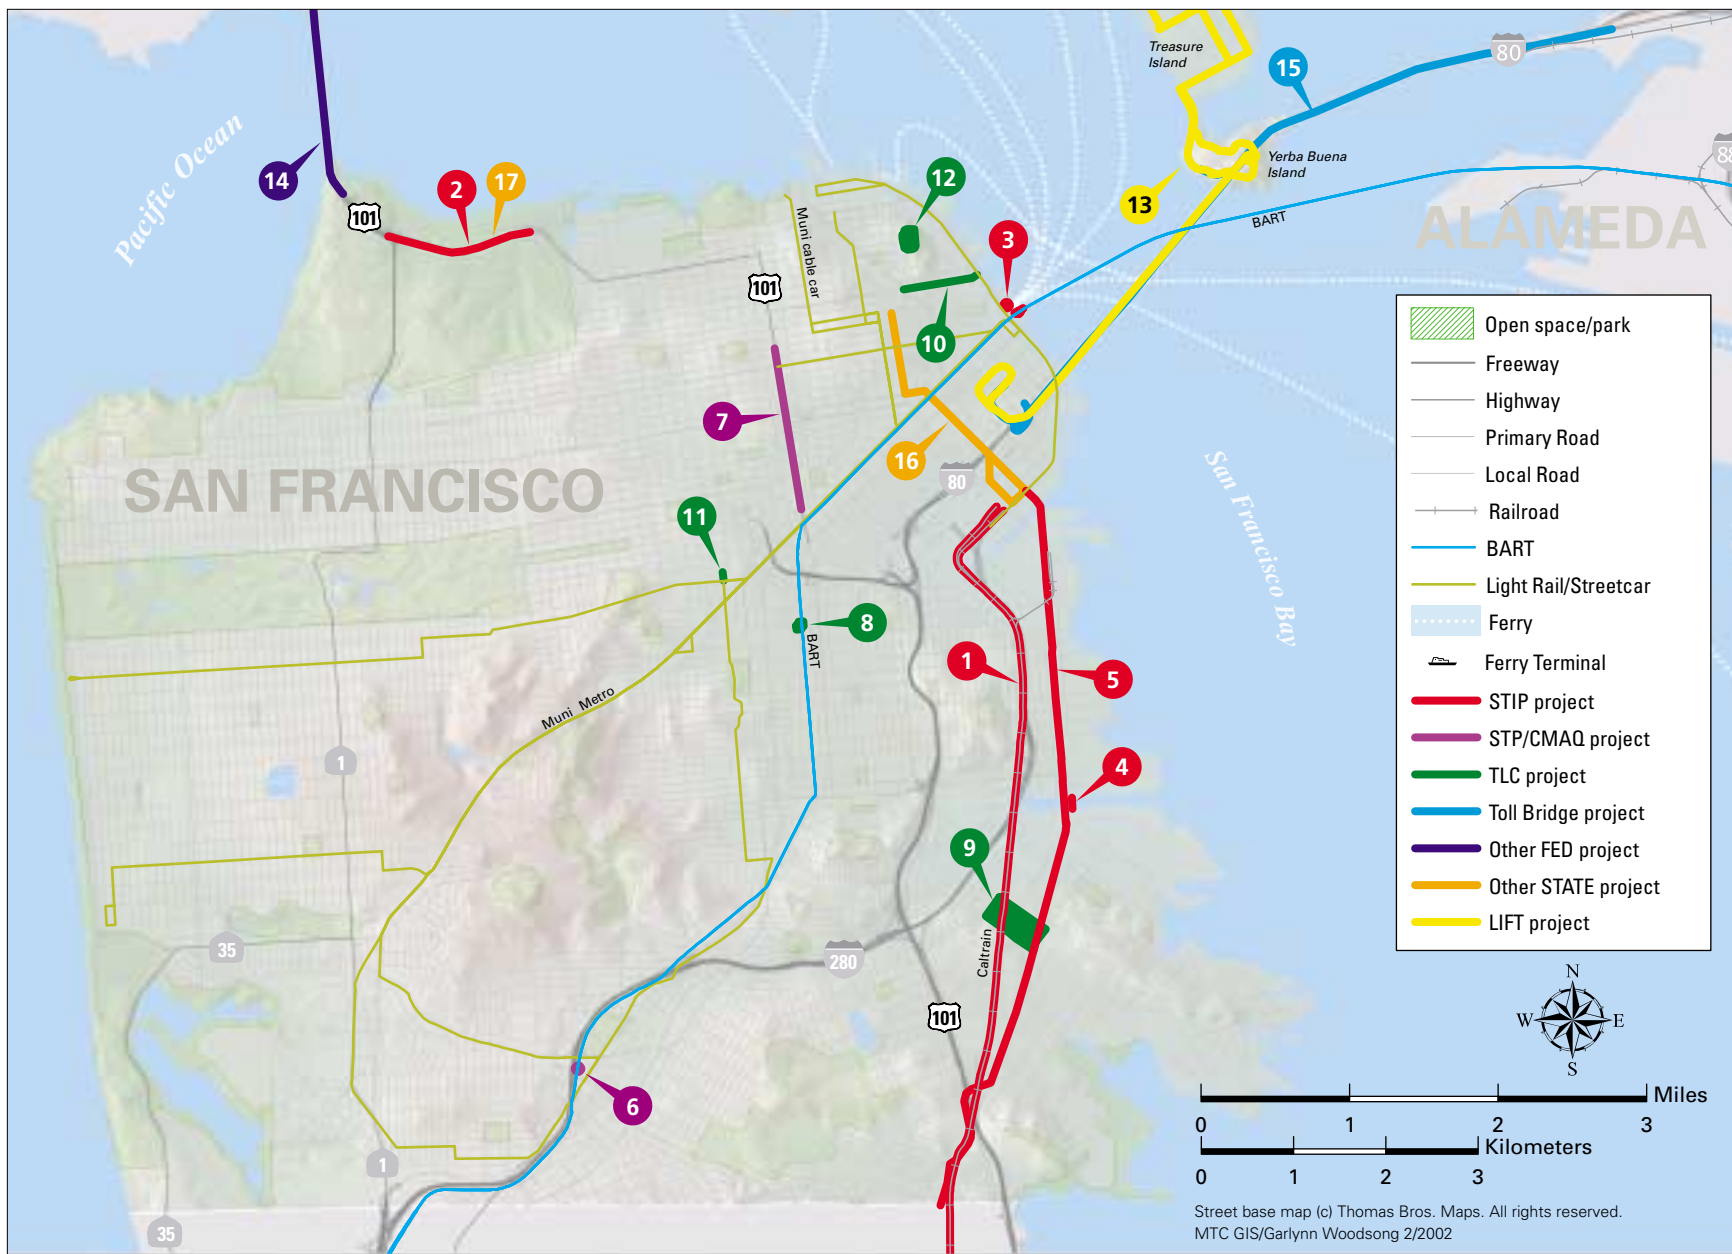 Treasure
Island
80
15
Pacific Ocean
88
14
2
17
12
Yerba Buena
Island
101
13
BART
ALAMEDA
Muni cable car
3
101
10
7
16
80
SAN FRANCISCO
San Francisco Bay
11
8
BART
1
5
Muni Metro
1
4
9
35
280
Caltrain
101
6
1
35
Open space/park
Freeway
Highway
Primary Road
Local Road
Railroad
BART
Light Rail/Streetcar
Ferry
Ferry Terminal
STIP project
STP/CMAQ project
TLC project
Toll Bridge project
Other FED project
Other STATE project
LIFT project
N
W E
S
Miles
0 1 2 3
Kilometers
0 1 2 3
Street base map (c) Thomas Bros. Maps. All rights reserved.
MTC GIS/Garlynn Woodsong 2/2002